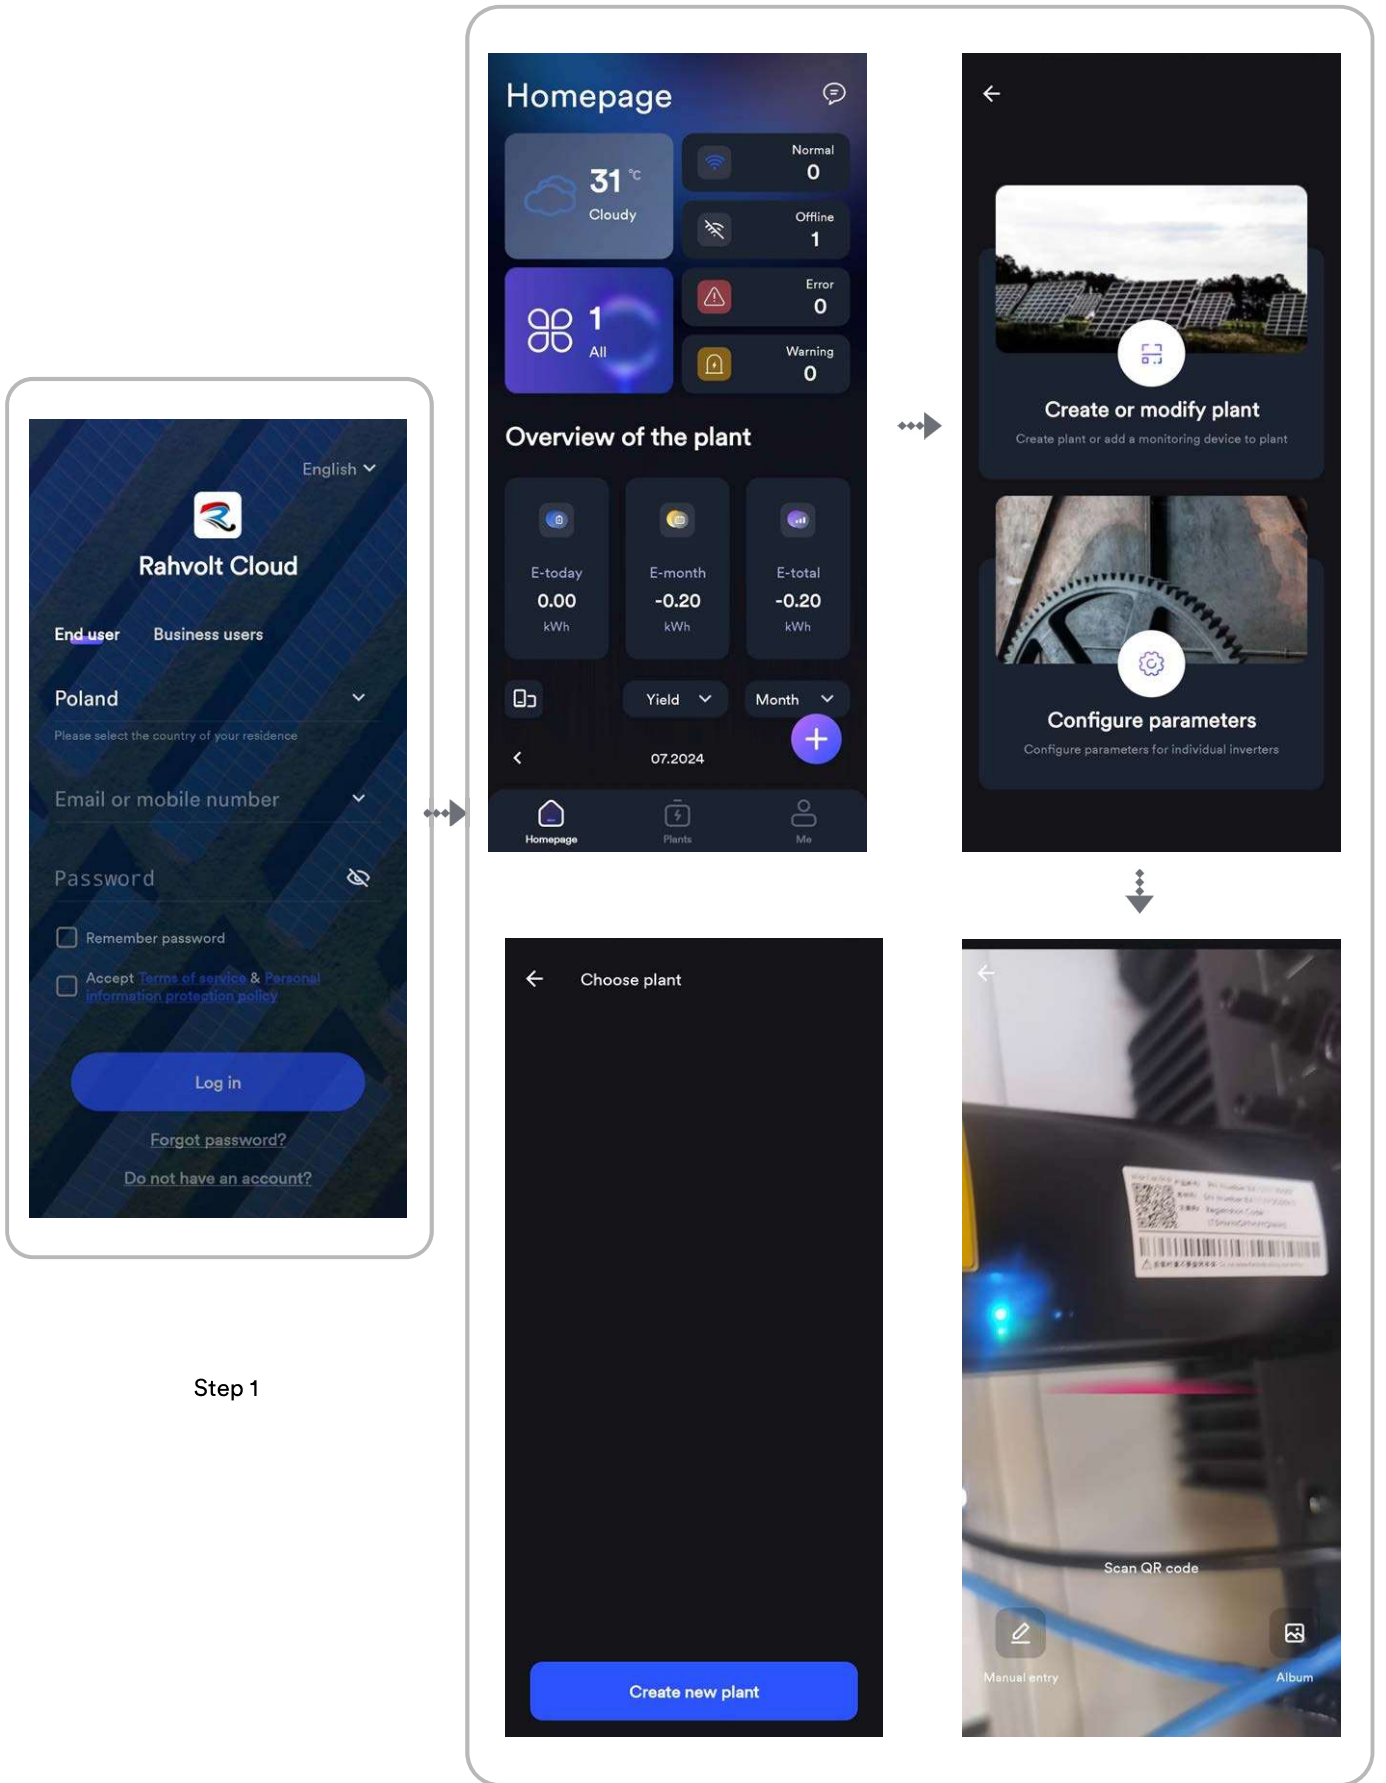 English
Rahvolt Cloud
End user Business users
Poland
Please select the country of your residence
Email or mobile number
Password
Remember password
Accept Terms of service & Personal
information protection policy
Log in
Forgot password?
Do not have an account?
Step 1
Homepage
31 °C
Cloudy
Normal
0
Offline
1
1
All
Error
0
Warning
0
Overview of the plant
E-today
0.00
kWh
E-month
-0.20
kWh
E-total
-0.20
kWh
Yield Month
07.2024
Homepage Plants Me
Create or modify plant
Create plant or add a monitoring device to plant
Configure parameters
Configure parameters for individual inverters
Choose plant
Create new plant
Registration Code
Scan QR code
Manual entry Album